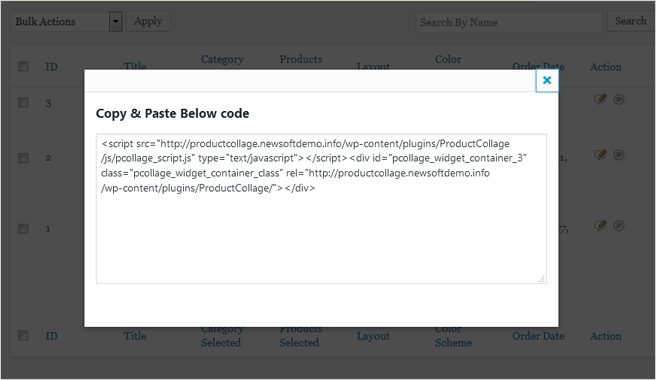 Bulk Actions Apply Search By Name Search
ID Title Category Products Layout Color Order Date Action
3
2 1,
1 7,
Copy & Paste Below code
<script src="http://productcollage.newsoftdemo.info/wp-content/plugins/ProductCollage
/js/pcollage_script.js" type="text/javascript"></script><div id="pcollage_widget_container_3"
class="pcollage_widget_container_class" rel="http://productcollage.newsoftdemo.info
/wp-content/plugins/ProductCollage/"></div>
ID Title Category Products Layout Color Order Date Action
Selected Selected Scheme